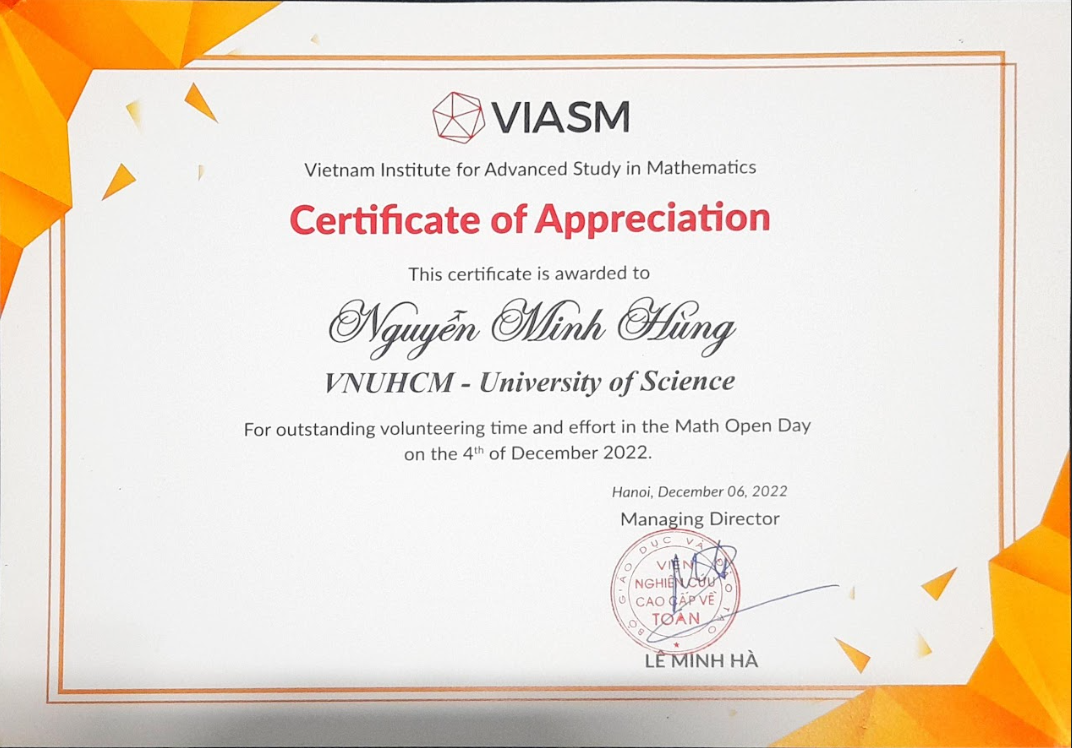 VIASM
Vietnam Institute for Advanced Study in Mathematics
Certificate of Appreciation
This certificate is awarded to
Nguyễn Minh Hùng
VNUHCM - University of Science
For outstanding volunteering time and effort in the Math Open Day
on the 4th of December 2022.
Hanoi, December 06, 2022
Managing Director
BỘ GIÁO DỤC VÀ ĐÀO TẠO
VIỆN
NGHIÊN CỨU
CAO CẤP VỀ
TOÁN
LÊ MINH HÀ